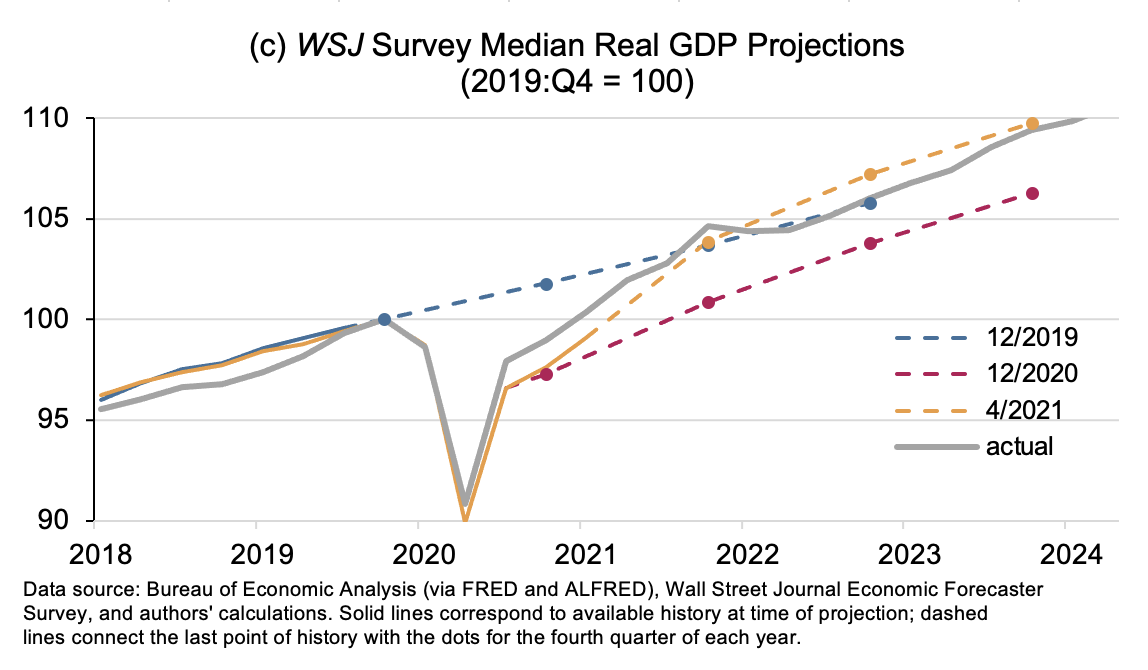 (c) WSJ Survey Median Real GDP Projections
(2019:Q4 = 100)
110
105
100
95
90
12/2019
12/2020
4/2021
actual
2018 2019 2020 2021 2022 2023 2024
Data source: Bureau of Economic Analysis (via FRED and ALFRED), Wall Street Journal Economic Forecaster
Survey, and authors' calculations. Solid lines correspond to available history at time of projection; dashed
lines connect the last point of history with the dots for the fourth quarter of each year.